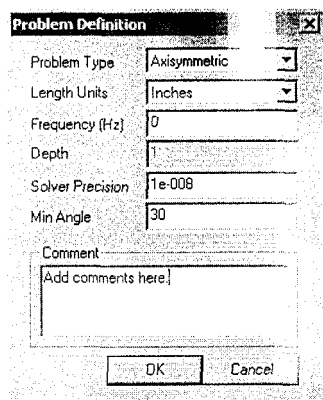 Problem Definition
Problem Type Axisymmetric
Length Units Inches
Frequency (Hz) 0
Depth 1
Solver Precision 1e-008
Min Angle 30
Comment
Add comments here.
OK Cancel